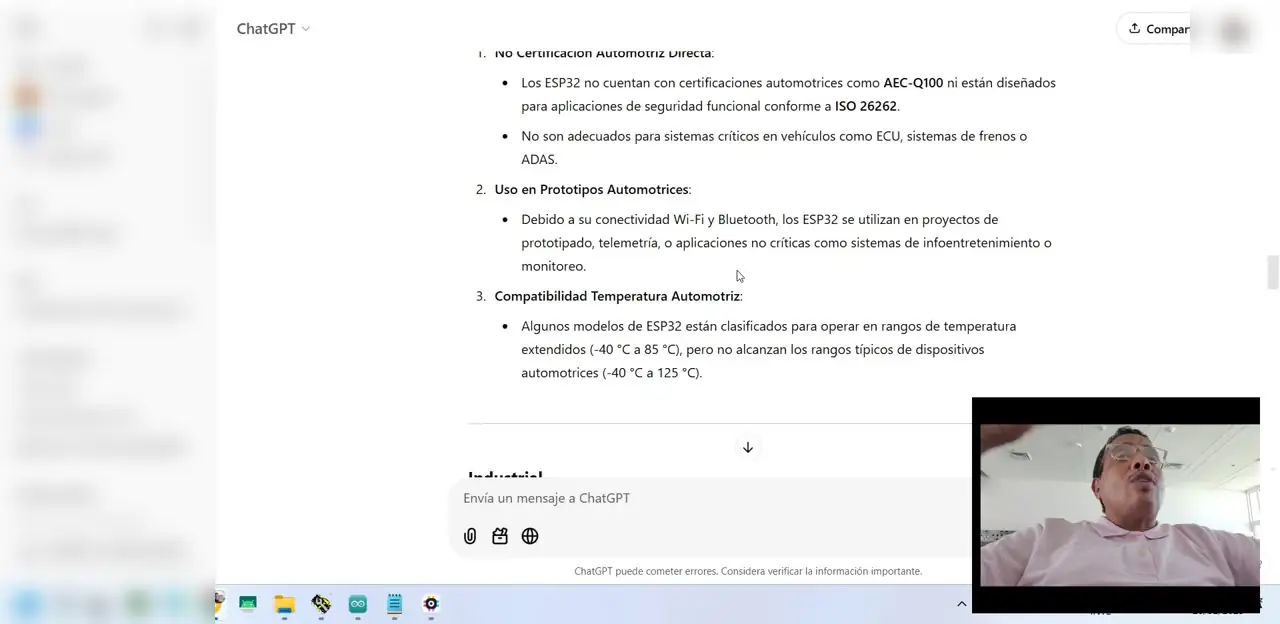 ChatGPT
Compar
1. No Certificación Automotriz Directa:
Los ESP32 no cuentan con certificaciones automotrices como AEC-Q100 ni están diseñados
para aplicaciones de seguridad funcional conforme a ISO 26262.
No son adecuados para sistemas críticos en vehículos como ECU, sistemas de frenos o
ADAS.
2. Uso en Prototipos Automotrices:
Debido a su conectividad Wi-Fi y Bluetooth, los ESP32 se utilizan en proyectos de
prototipado, telemetría, o aplicaciones no críticas como sistemas de infoentretenimiento o
monitoreo.
3. Compatibilidad Temperatura Automotriz:
Algunos modelos de ESP32 están clasificados para operar en rangos de temperatura
extendidos (-40 °C a 85 °C), pero no alcanzan los rangos típicos de dispositivos
automotrices (-40 °C a 125 °C).
Industrial
Envía un mensaje a ChatGPT
ChatGPT puede cometer errores. Considera verificar la información importante.